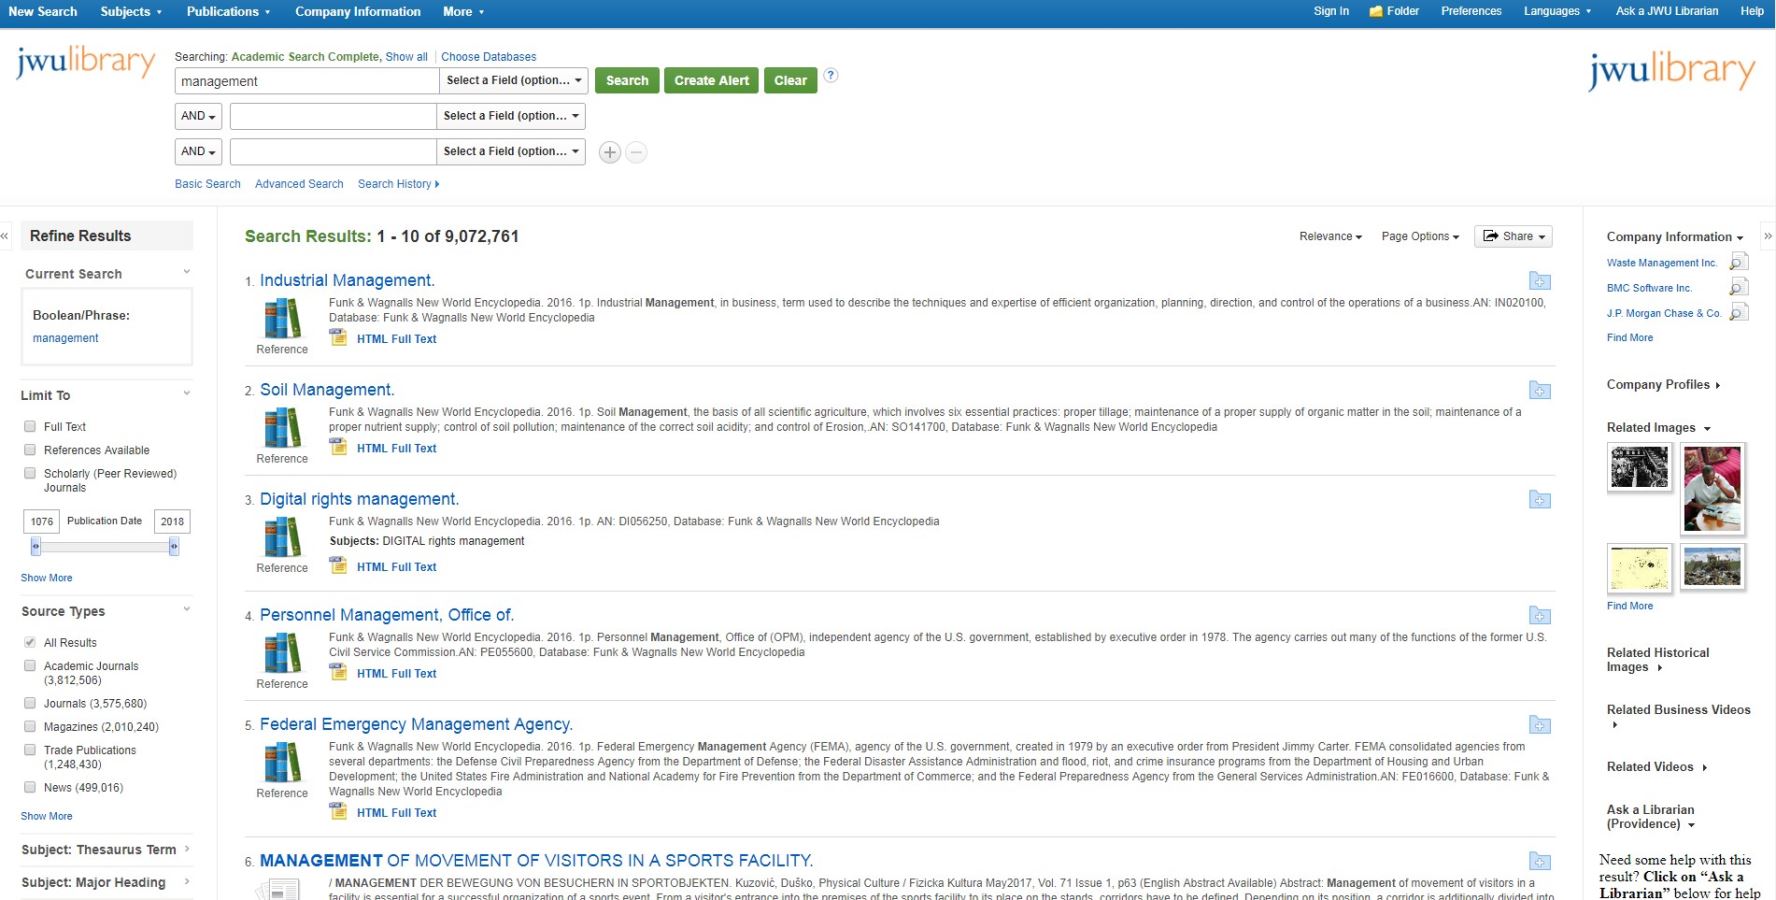 New Search Subjects Publications Company Information More Sign In Folder Preferences Languages Ask a JWU Librarian Help
jwulibrary
Searching: Academic Search Complete, Show all Choose Databases
management Select a Field (option... Search Create Alert Clear ?
jwulibrary
AND Select a Field (option...
AND Select a Field (option...
Basic Search Advanced Search Search History
Refine Results
Current Search
Boolean/Phrase:
management
Limit To
Full Text
References Available
Scholarly (Peer Reviewed)
Journals
1076 Publication Date 2018
Show More
Source Types
All Results
Academic Journals
(3,812,506)
Journals (3,575,680)
Magazines (2,010,240)
Trade Publications
(1,248,430)
News (499,016)
Show More
Subject: Thesaurus Term
Subject: Major Heading
Search Results: 1 - 10 of 9,072,761 Relevance Page Options Share
1. Industrial Management.
Funk & Wagnalls New World Encyclopedia. 2016. 1p. Industrial Management, in business, term used to describe the techniques and expertise of efficient organization, planning, direction, and control of the operations of a business.AN: IN020100,
Database: Funk & Wagnalls New World Encyclopedia
HTML Full Text
Reference
2. Soil Management.
Funk & Wagnalls New World Encyclopedia. 2016. 1p. Soil Management, the basis of all scientific agriculture, which involves six essential practices: proper tillage; maintenance of a proper supply of organic matter in the soil; maintenance of a
proper nutrient supply; control of soil pollution; maintenance of the correct soil acidity; and control of Erosion,.AN: SO141700, Database: Funk & Wagnalls New World Encyclopedia
HTML Full Text
Reference
3. Digital rights management.
Funk & Wagnalls New World Encyclopedia. 2016. 1p. AN: DI056250, Database: Funk & Wagnalls New World Encyclopedia
Subjects: DIGITAL rights management
HTML Full Text
Reference
4. Personnel Management, Office of.
Funk & Wagnalls New World Encyclopedia. 2016. 1p. Personnel Management, Office of (OPM), independent agency of the U.S. government, established by executive order in 1978. The agency carries out many of the functions of the former U.S.
Civil Service Commission.AN: PE055600, Database: Funk & Wagnalls New World Encyclopedia
HTML Full Text
Reference
5. Federal Emergency Management Agency.
Funk & Wagnalls New World Encyclopedia. 2016. 1p. Federal Emergency Management Agency (FEMA), agency of the U.S. government, created in 1979 by an executive order from President Jimmy Carter. FEMA consolidated agencies from
several departments: the Defense Civil Preparedness Agency from the Department of Defense; the Federal Disaster Assistance Administration and flood, riot, and crime insurance programs from the Department of Housing and Urban
Development; the United States Fire Administration and National Academy for Fire Prevention from the Department of Commerce; and the Federal Preparedness Agency from the General Services Administration.AN: FE016600, Database: Funk &
Wagnalls New World Encyclopedia
Reference
HTML Full Text
6. MANAGEMENT OF MOVEMENT OF VISITORS IN A SPORTS FACILITY.
/ MANAGEMENT DER BEWEGUNG VON BESUCHERN IN SPORTOBJEKTEN. Kuzović, Duško, Physical Culture / Fizicka Kultura May2017, Vol. 71 Issue 1, p63 (English Abstract Available) Abstract: Management of movement of visitors in a
facility is essential for a successful organization of a sports event. From a visitor's entrance into the premises of the sports facility to its place on the stands, corridors have to be defined. Depending on its position, a corridor is additionally divided into
Company Information
Waste Management Inc.
BMC Software Inc.
J.P. Morgan Chase & Co.
Find More
Company Profiles
Related Images
Find More
Related Historical
Images
Related Business Videos
Related Videos
Ask a Librarian
(Providence)
Need some help with this
result? Click on “Ask a
Librarian” below for help